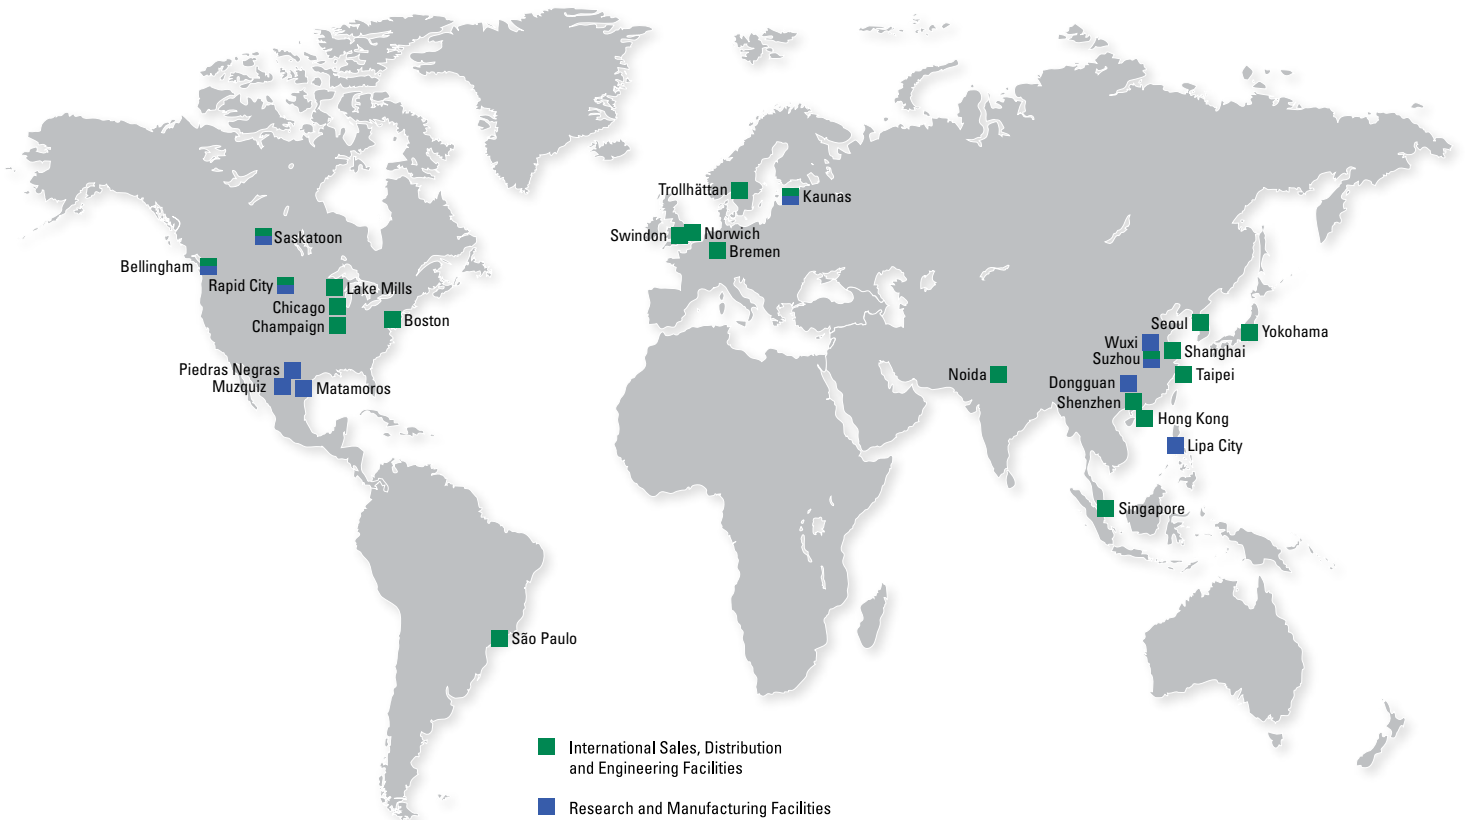 Trollhättan
Kaunas
Swindon
Norwich
Bremen
Saskatoon
Bellingham
Rapid City
Lake Mills
Chicago
Champaign
Boston
Piedras Negras
Muzquiz
Matamoros
Seoul
Yokohama
Wuxi
Shanghai
Suzhou
Noida
Taipei
Dongguan
Shenzhen
Hong Kong
Lipa City
Singapore
São Paulo
International Sales, Distribution
and Engineering Facilities
Research and Manufacturing Facilities